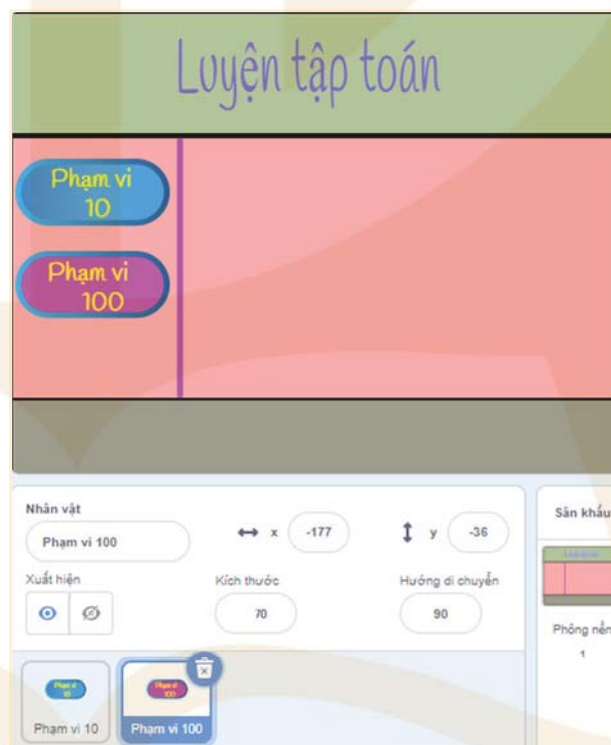 Luyện tập toán
Phạm vi
10
Phạm vi
100
Nhân vật
Phạm vi 100
x -177
y -36
Sân khấu
Xuất hiện
Kích thước
70
Hướng di chuyển
90
Phông nền
1
Phạm vi 10
Phạm vi 100